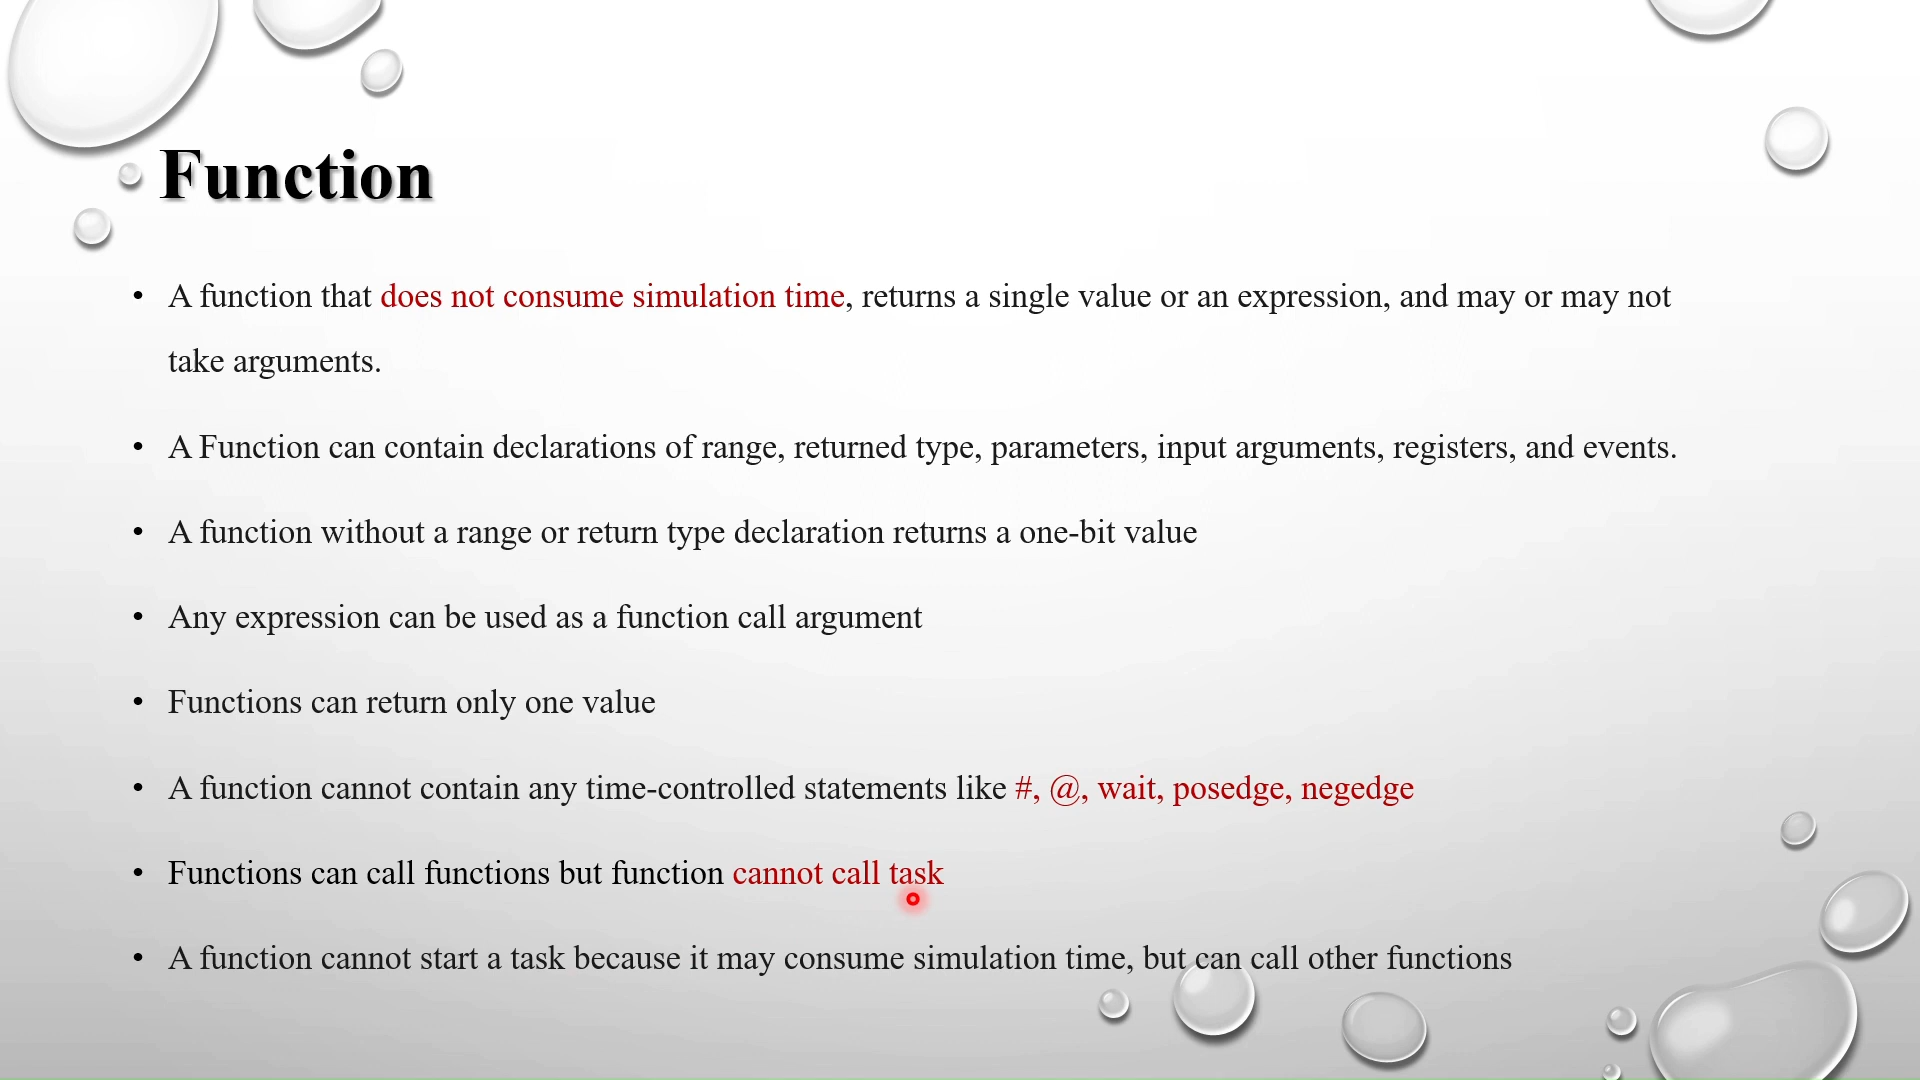 Function
• A function that does not consume simulation time, returns a single value or an expression, and may or may not
take arguments.
• A Function can contain declarations of range, returned type, parameters, input arguments, registers, and events.
• A function without a range or return type declaration returns a one-bit value
• Any expression can be used as a function call argument
• Functions can return only one value
• A function cannot contain any time-controlled statements like #, @, wait, posedge, negedge
• Functions can call functions but function cannot call task
• A function cannot start a task because it may consume simulation time, but can call other functions